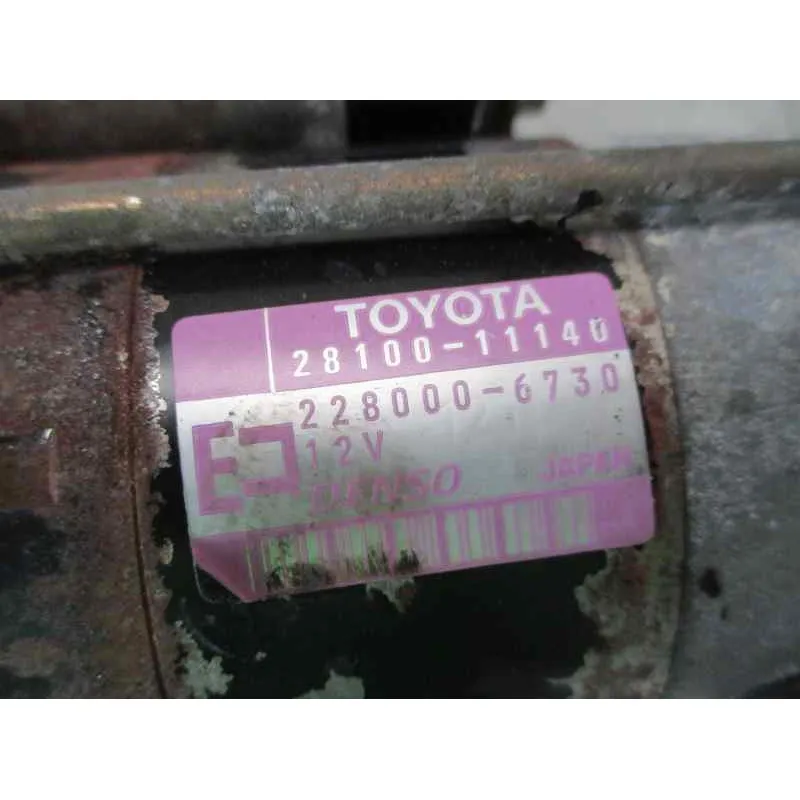 TOYOTA
28100-11140
228000-6730
12V
DENSO JAPAN